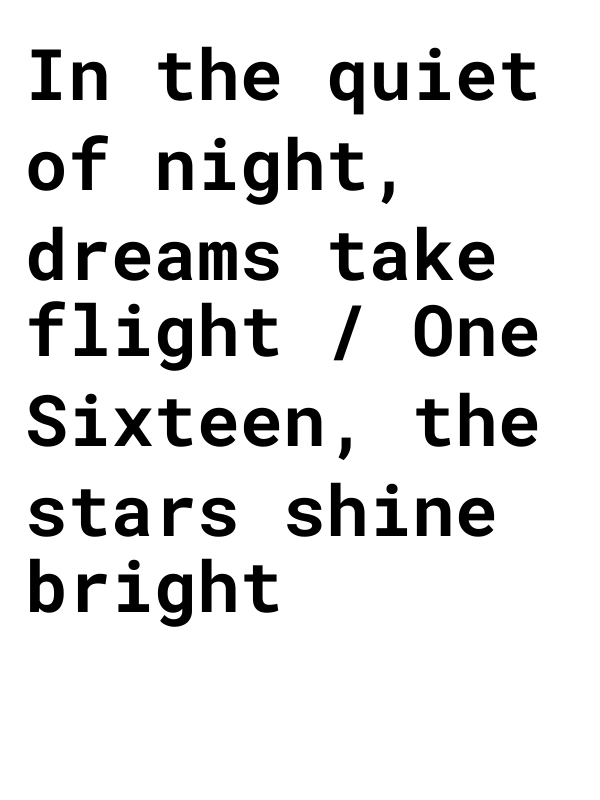 In the quiet
of night,
dreams take
flight / One
Sixteen, the
stars shine
bright